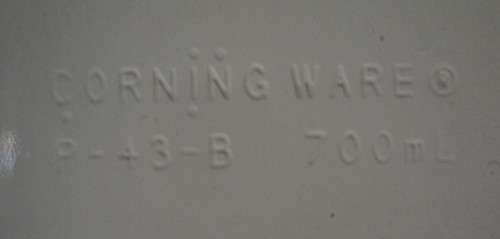 CORNING WARE®
P-43-B 700mL